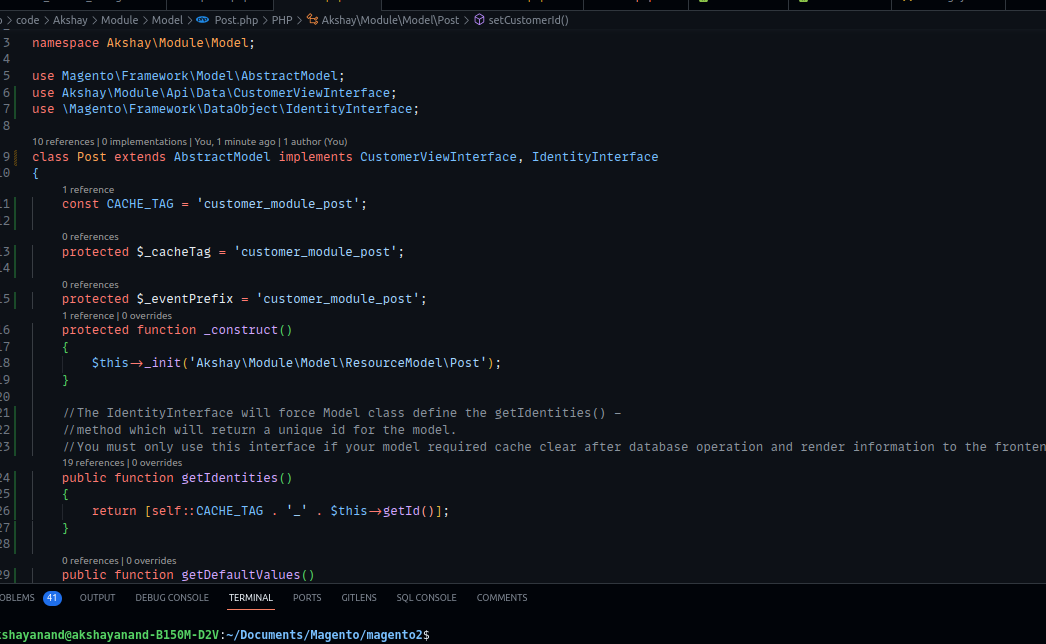 > code > Akshay > Module > Model > Post.php > PHP > Akshay\Module\Model\Post > setCustomerId()
3 namespace Akshay\Module\Model;
4
5 use Magento\Framework\Model\AbstractModel;
6 use Akshay\Module\Api\Data\CustomerViewInterface;
7 use \Magento\Framework\DataObject\IdentityInterface;
8
10 references | 0 implementations | You, 1 minute ago | 1 author (You)
9 class Post extends AbstractModel implements CustomerViewInterface, IdentityInterface
10 {
1 reference
11 const CACHE_TAG = 'customer_module_post';
12
0 references
13 protected $_cacheTag = 'customer_module_post';
14
0 references
15 protected $_eventPrefix = 'customer_module_post';
1 reference | 0 overrides
16 protected function _construct()
17 {
18 $this->_init('Akshay\Module\Model\ResourceModel\Post');
19 }
20
21 //The IdentityInterface will force Model class define the getIdentities() –
22 //method which will return a unique id for the model.
23 //You must only use this interface if your model required cache clear after database operation and render information to the fronten
19 references | 0 overrides
24 public function getIdentities()
25 {
26 return [self::CACHE_TAG . '_' . $this->getId()];
27 }
28
0 references | 0 overrides
29 public function getDefaultValues()
OBLEMS 41 OUTPUT DEBUG CONSOLE TERMINAL PORTS GITLENS SQL CONSOLE COMMENTS
kshayanand@akshayanand-B150M-D2V:~/Documents/Magento/magento2$